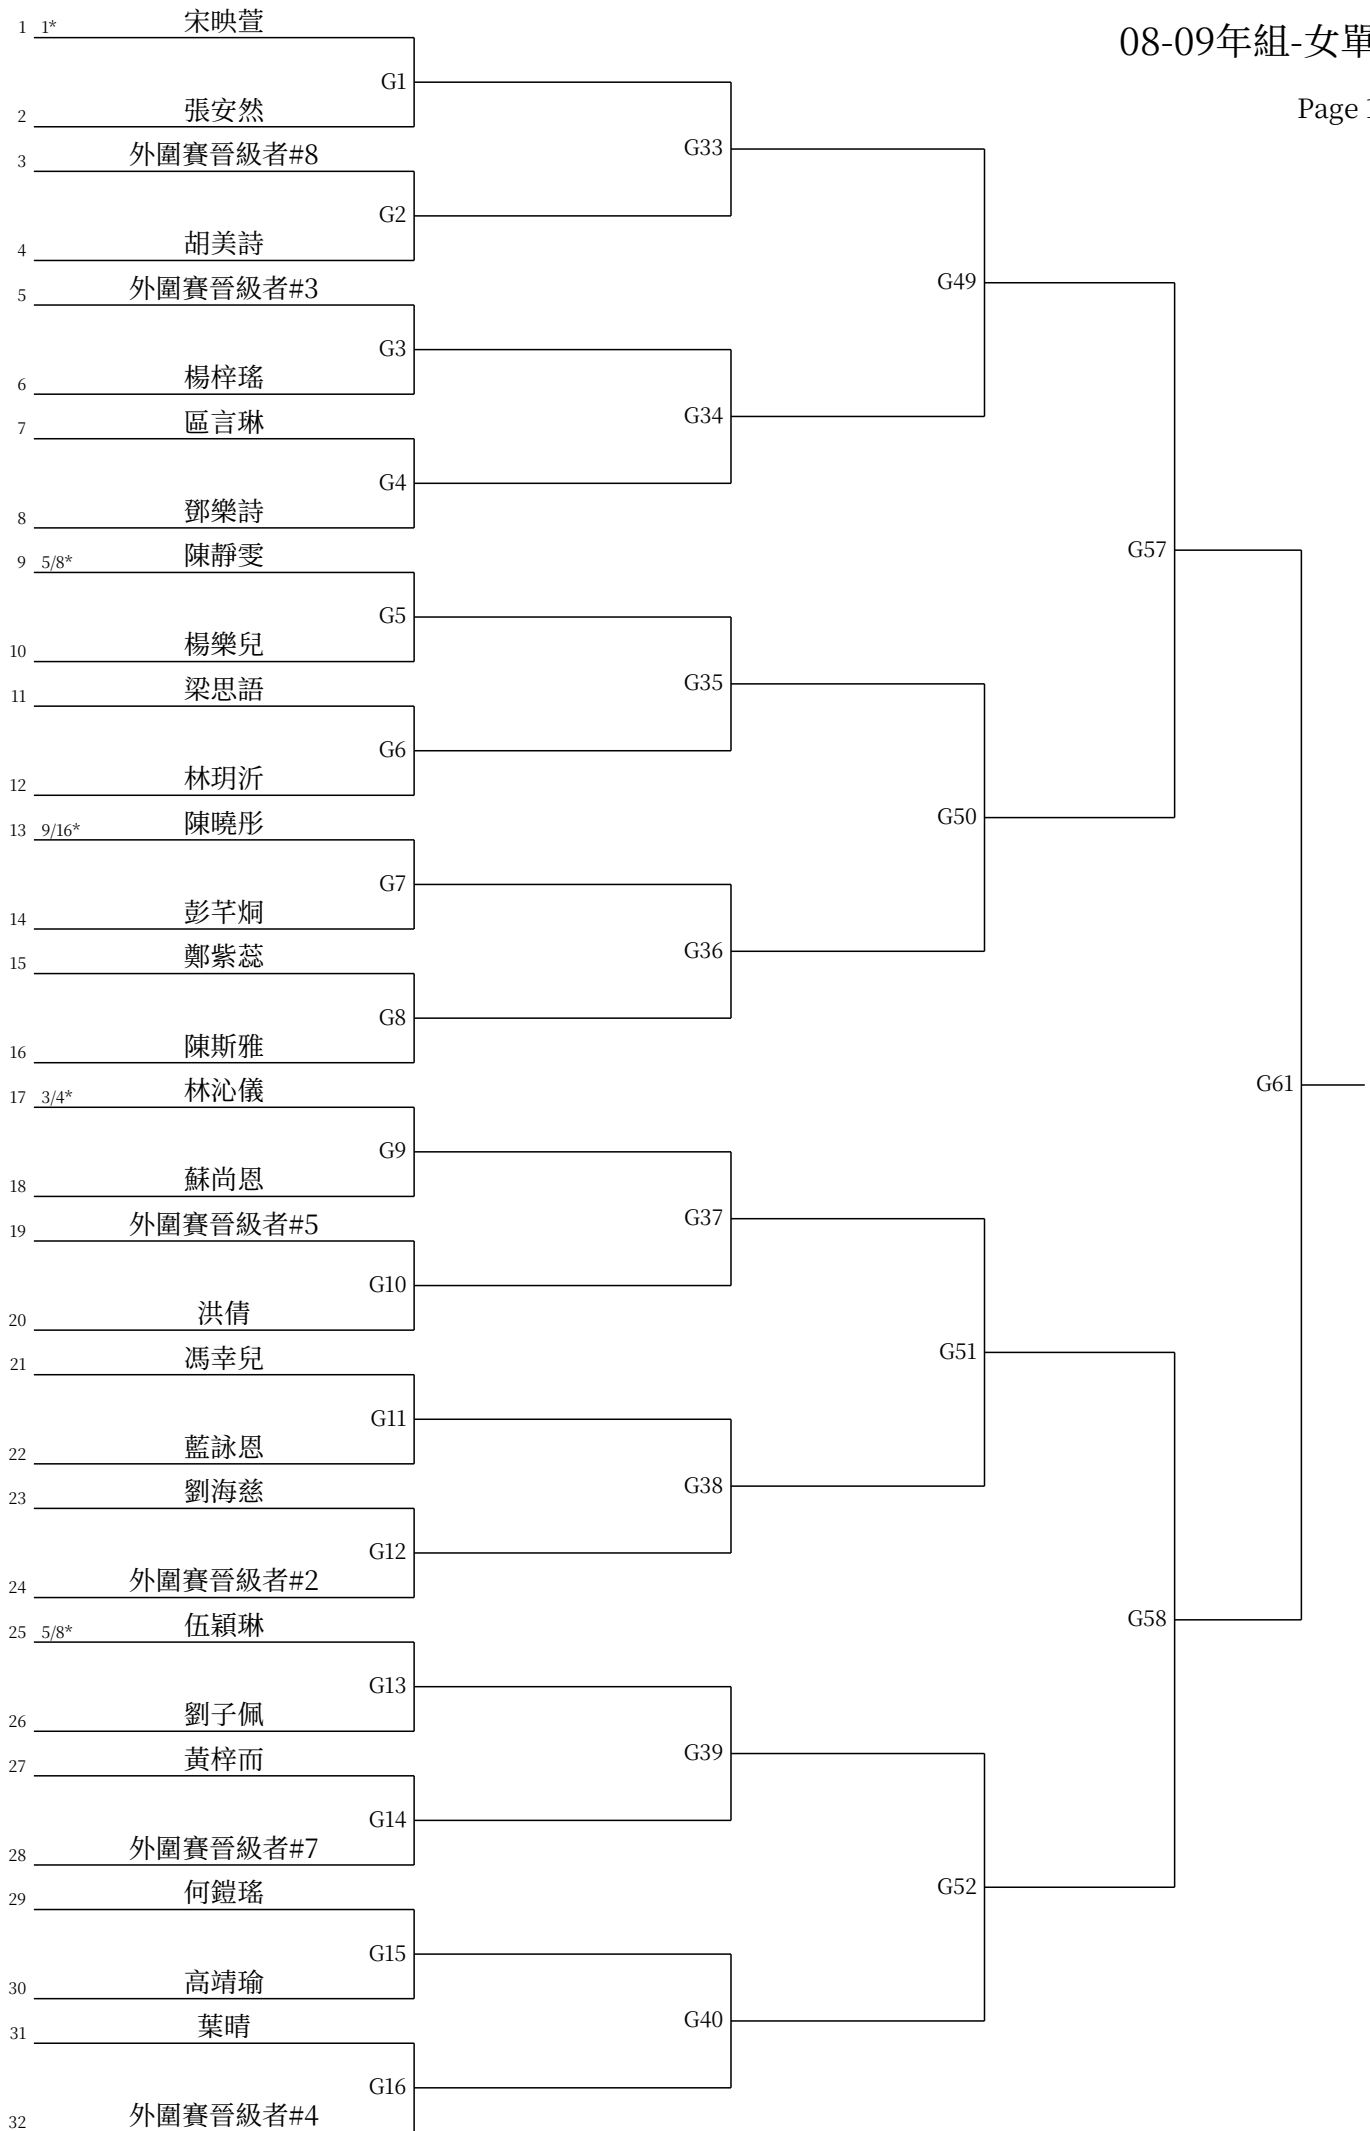 08-09年組-女單
Page 1
1 1* 宋映萱
G1
2 張安然
G33
3 外圍賽晉級者#8
G2
4 胡美詩
G49
5 外圍賽晉級者#3
G3
6 楊梓瑤
G34
7 區言琳
G4
8 鄧樂詩
G57
9 5/8* 陳靜雯
G5
10 楊樂兒
G35
11 梁思語
G6
12 林玥沂
G50
13 9/16* 陳曉彤
G7
14 彭芊炯
G36
15 鄭紫蕊
G8
16 陳斯雅
G61
17 3/4* 林沁儀
G9
18 蘇尚恩
G37
19 外圍賽晉級者#5
G10
20 洪倩
G51
21 馮幸兒
G11
22 藍詠恩
G38
23 劉海慈
G12
24 外圍賽晉級者#2
G58
25 5/8* 伍穎琳
G13
26 劉子佩
G39
27 黃梓而
G14
28 外圍賽晉級者#7
G52
29 何鎧瑤
G15
30 高靖瑜
G40
31 葉晴
G16
32 外圍賽晉級者#4